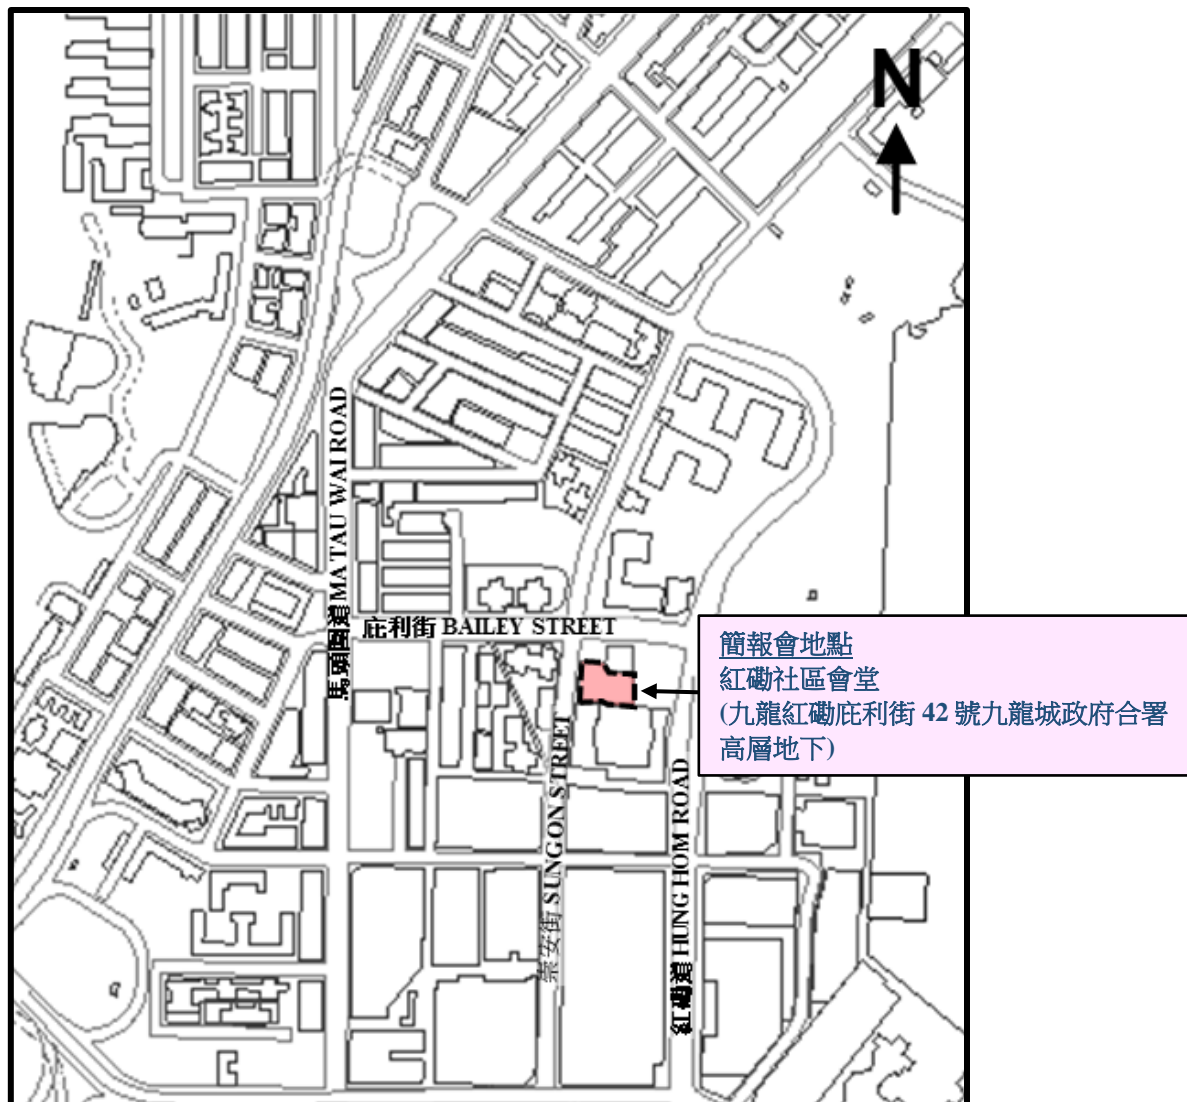 N
馬頭圍道 MA TAU WAI ROAD
庇利街 BAILEY STREET
簡報會地點
紅磡社區會堂
(九龍紅磡庇利街 42 號九龍城政府合署
高層地下)
崇安街 SUNGON STREET
紅磡道 HUNG HOM ROAD